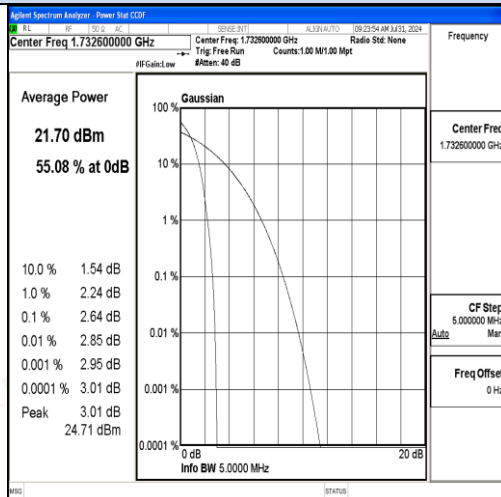 Agilent Spectrum Analyzer - Power Stat CCDF
RL RF 50 Ω AC SENSE:INT ALIGN AUTO 09:23:54 AM Jul 31, 2024
Center Freq 1.732600000 GHz
Center Freq: 1.732600000 GHz Radio Std: None
Trig: Free Run Counts:1.00 M/1.00 Mpt
#IFGain:Low #Atten: 40 dB
Frequency
Average Power
21.70 dBm
55.08 % at 0dB
10.0 % 1.54 dB
1.0 % 2.24 dB
0.1 % 2.64 dB
0.01 % 2.85 dB
0.001 % 2.95 dB
0.0001 % 3.01 dB
Peak 3.01 dB
24.71 dBm
Gaussian
100 %
10 %
1 %
0.1 %
0.01 %
0.001 %
0.0001 %
0 dB 20 dB
Info BW 5.0000 MHz
Center Freq
1.732600000 GHz
CF Step
5.000000 MHz
Auto Man
Freq Offset
0 Hz
MSG STATUS